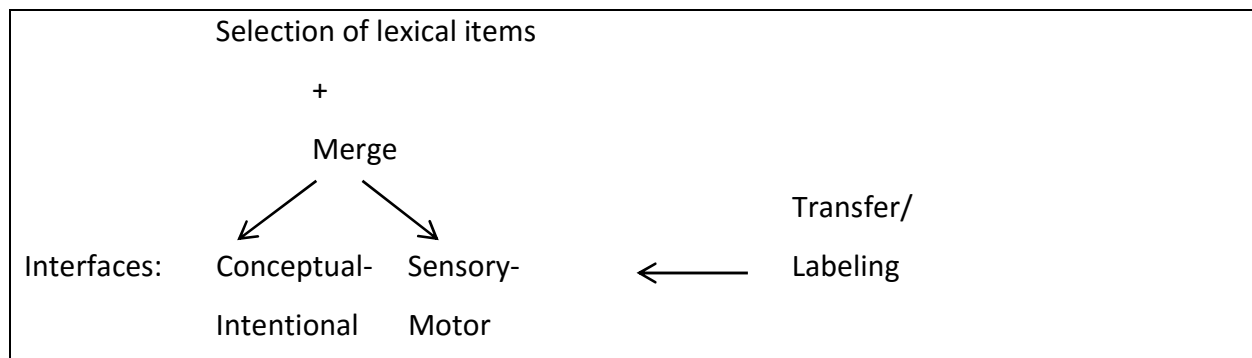 Selection of lexical items
+
Merge
Transfer/
Interfaces: Conceptual- Sensory- Labeling
Intentional Motor